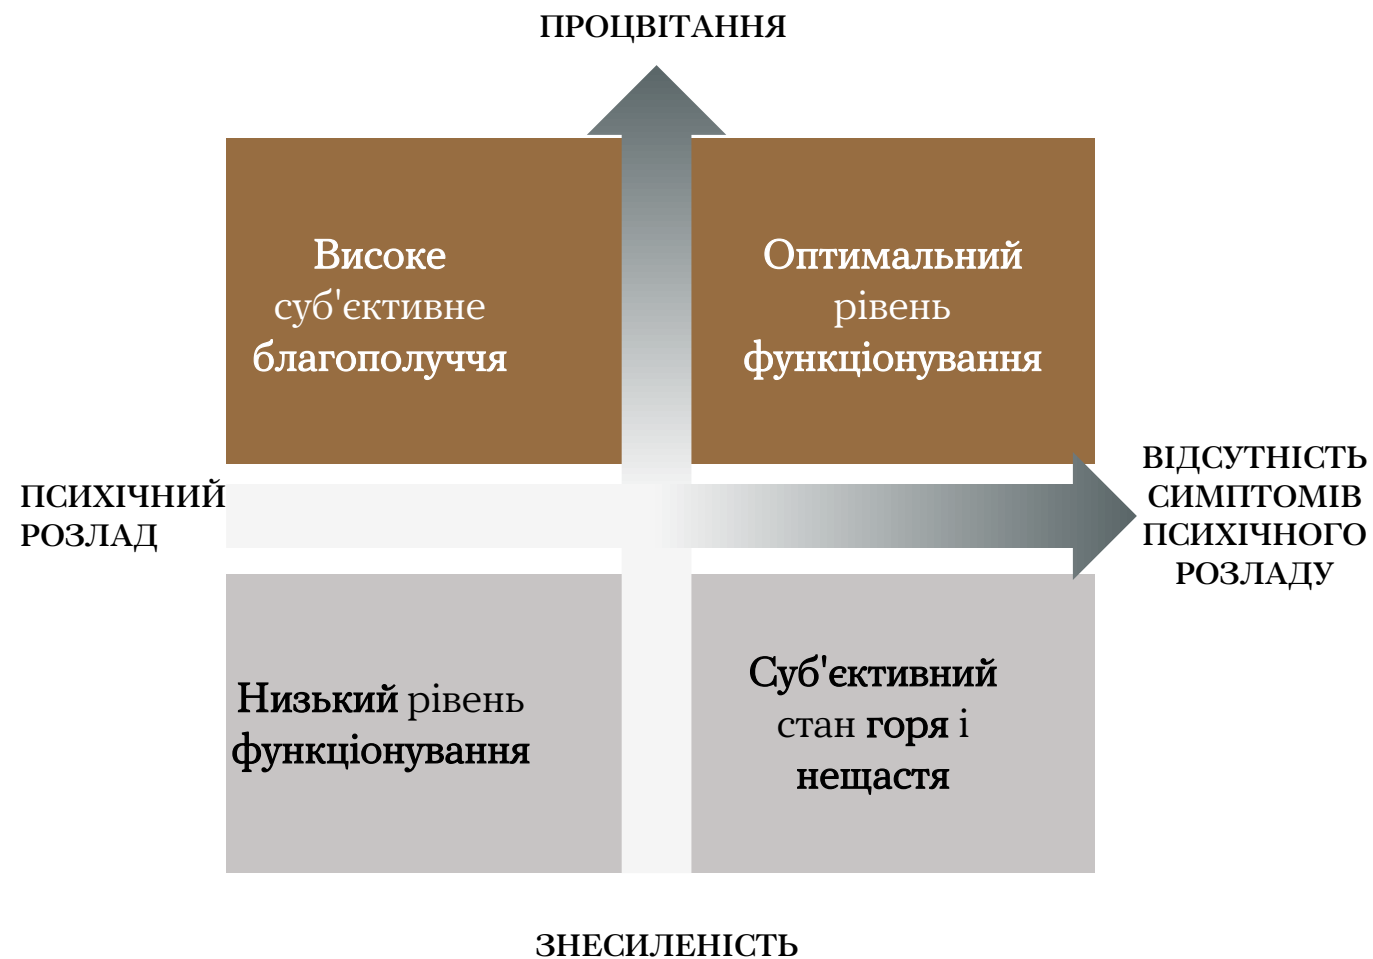 ПРОЦВІТАННЯ
Високе
суб'єктивне
благополуччя
Оптимальний
рівень
функціонування
ПСИХІЧНИЙ
РОЗЛАД
ВІДСУТНІСТЬ
СИМПТОМІВ
ПСИХІЧНОГО
РОЗЛАДУ
Низький рівень
функціонування
Суб'єктивний
стан горя і
нещастя
ЗНЕСИЛЕНІСТЬ